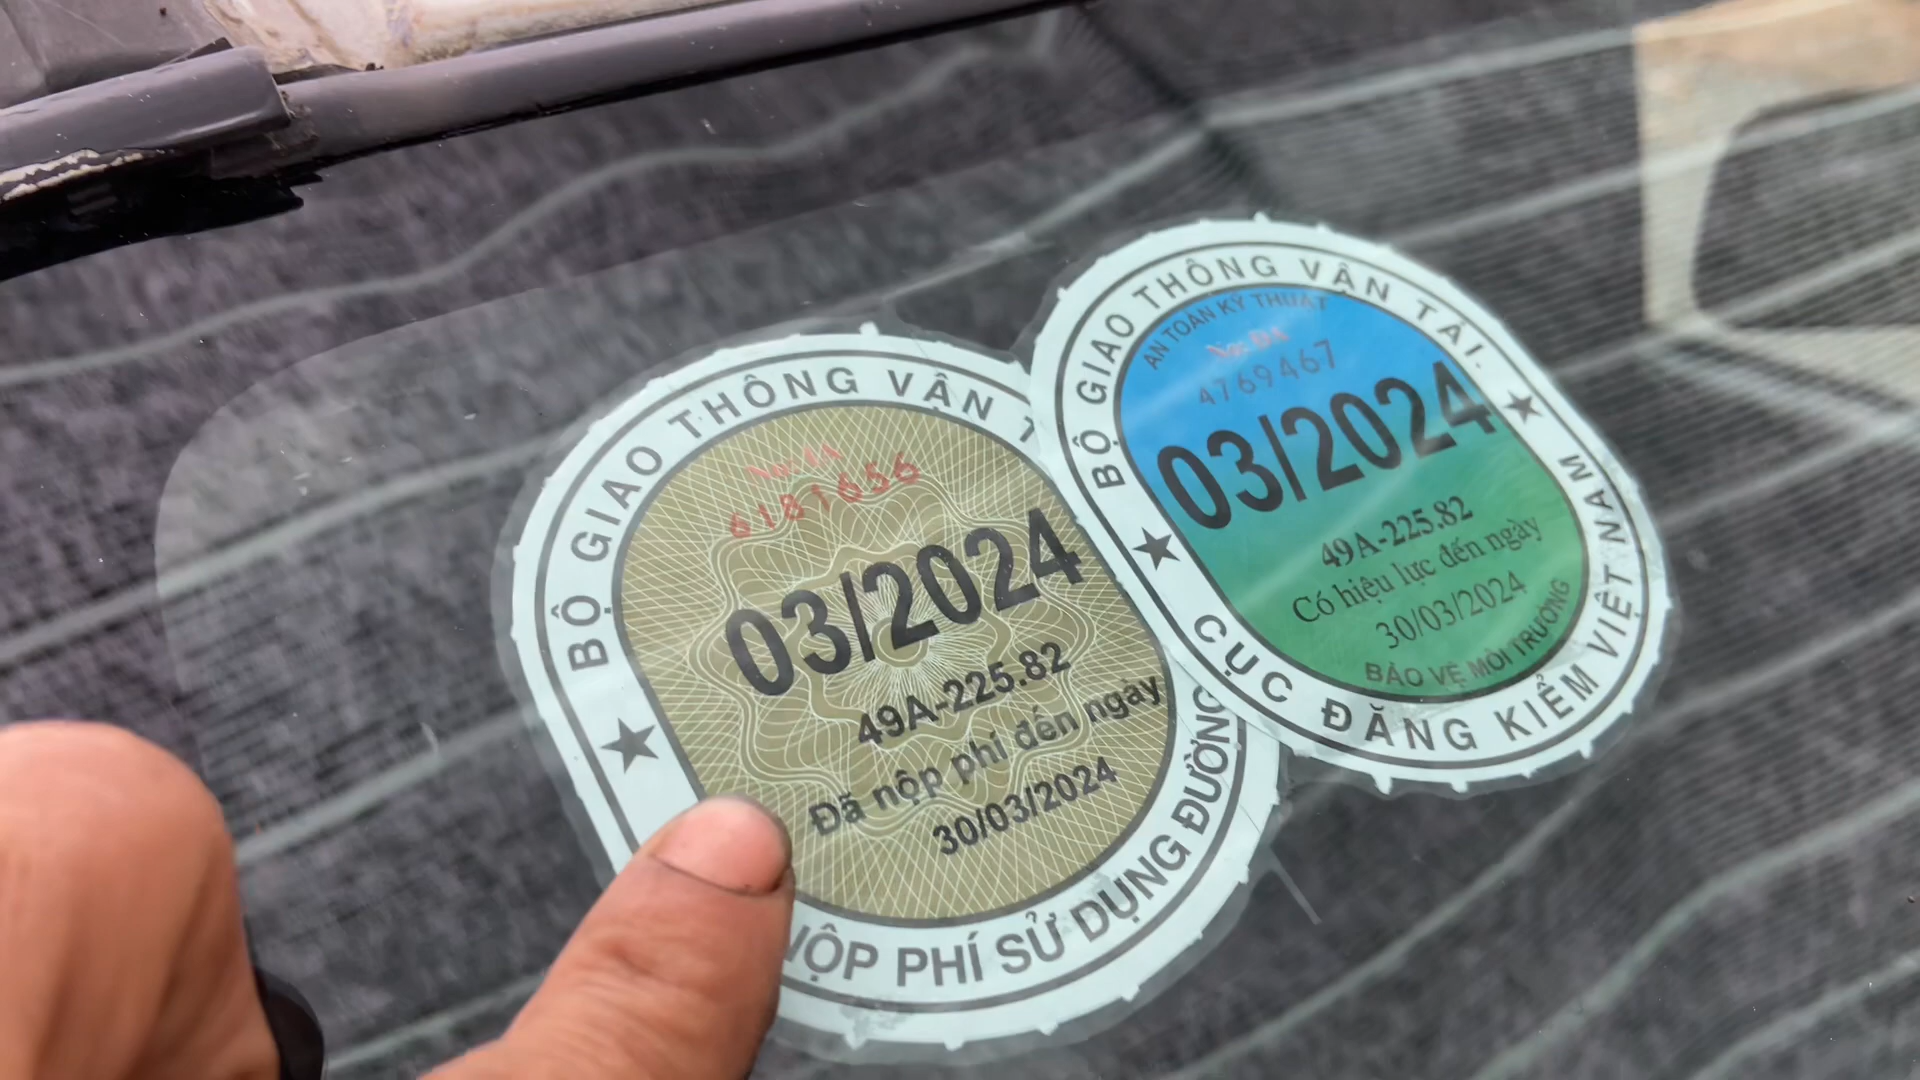 BỘ GIAO THÔNG VẬN T
6181656
03/2024
49A-225.82
Đã nộp phí đến ngày
30/03/2024
NỘP PHÍ SỬ DỤNG ĐƯỜNG
BỘ GIAO THÔNG VẬN TẢI
AN TOÀN KỸ THUẬT
4769467
03/2024
49A-225.82
Có hiệu lực đến ngày
30/03/2024
BẢO VỆ MÔI TRƯỜNG
CỤC ĐĂNG KIỂM VIỆT NAM